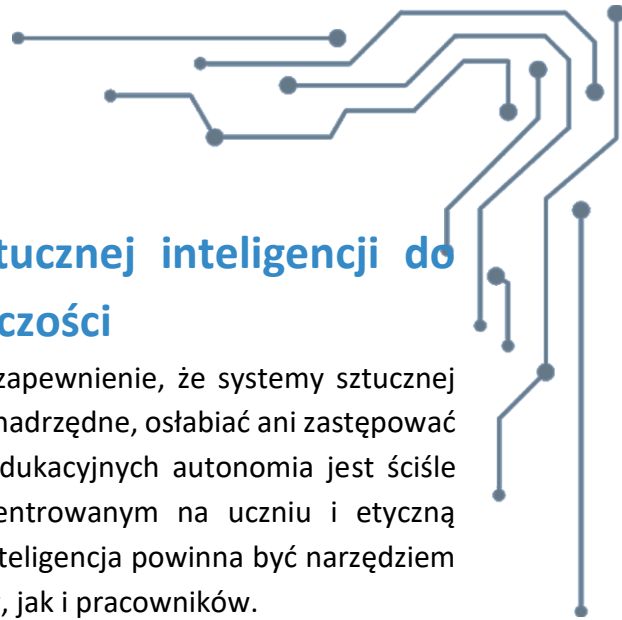 tucznej inteligencji do
czości
zapewnienie, że systemy sztucznej
nadrzędne, osłabiać ani zastępować
dukacyjnych autonomia jest ściśle
entrowanym na uczniu i etyczną
teligencja powinna być narzędziem
, jak i pracowników.